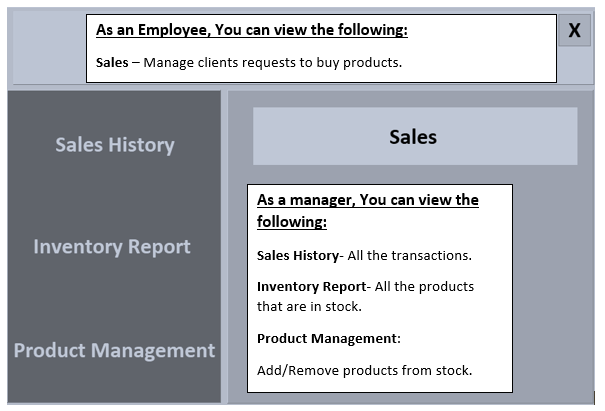 As an Employee, You can view the following:
X
Sales – Manage clients requests to buy products.
Sales History
Sales
As a manager, You can view the
following:
Sales History- All the transactions.
Inventory Report
Inventory Report- All the products
that are in stock.
Product Management
Product Management:
Add/Remove products from stock.